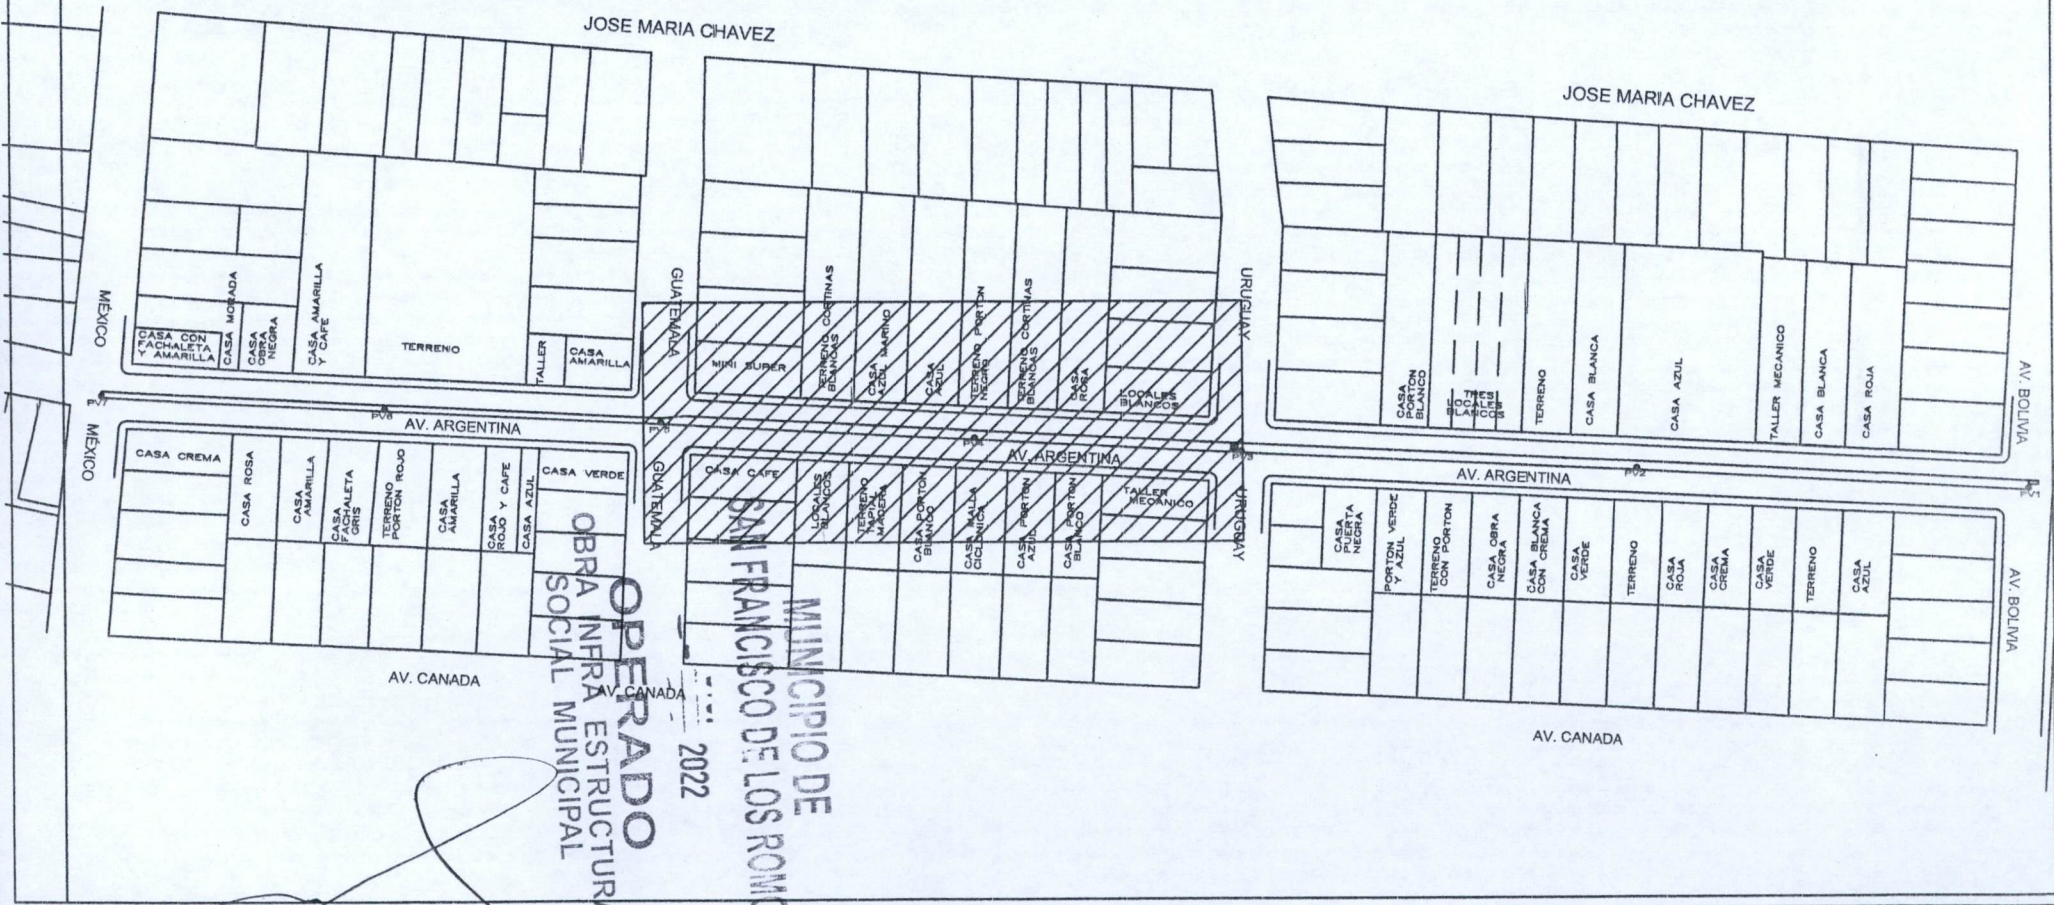 JOSE MARIA CHAVEZ
JOSE MARIA CHAVEZ
MÉXICO
CASA CON
FACHALETA
Y AMARILLA
CASA MORADA
CASA
OBRA
NEGRA
CASA AMARILLA
Y CAFE
TERRENO
TALLER
CASA
AMARILLA
GUATEMALA
MINI SUPER
TERRENO CORTINAS
BLANCAS
CASA
AZUL MARINO
CASA
AZUL
TERRENO PORTON
NEGRO
TERRENO CORTINAS
BLANCAS
CASA
ROSA
LOCALES
BLANCOS
URUGUAY
CASA
PORTON
BLANCO
TRES
LOCALES
BLANCOS
TERRENO
CASA BLANCA
CASA AZUL
TALLER MECANICO
CASA BLANCA
CASA ROJA
AV. BOLIVIA
PV7
PV6
AV. ARGENTINA
PV4
AV. ARGENTINA
PV3
AV. ARGENTINA
PV2
MÉXICO
CASA CREMA
CASA ROSA
CASA
AMARILLA
CASA
FACHALETA
GRIS
TERRENO
PORTON ROJO
CASA
AMARILLA
CASA
ROJO Y CAFE
CASA AZUL
CASA VERDE
GUATEMALA
CASA CAFE
LOCALES
BLANCOS
TERRENO
TAPIAL
MADERA
CASA PORTON
BLANCO
CASA MALLA
CICLONICA
CASA PORTON
AZUL
CASA PORTON
BLANCO
TALLER
MECANICO
URUGUAY
CASA
PUERTA
NEGRA
PORTON VERDE
Y AZUL
TERRENO
CON PORTON
CASA OBRA
NEGRA
CASA BLANCA
CON CREMA
CASA
VERDE
TERRENO
CASA
ROJA
CASA
CREMA
CASA
VERDE
TERRENO
CASA
AZUL
AV. BOLIVIA
AV. CANADA
AV. CANADA
AV. CANADA
MUNICIPIO DE
SAN FRANCISCO DE LOS ROMO
2022
OPERADO
OBRA INFRA ESTRUCTURA
SOCIAL MUNICIPAL